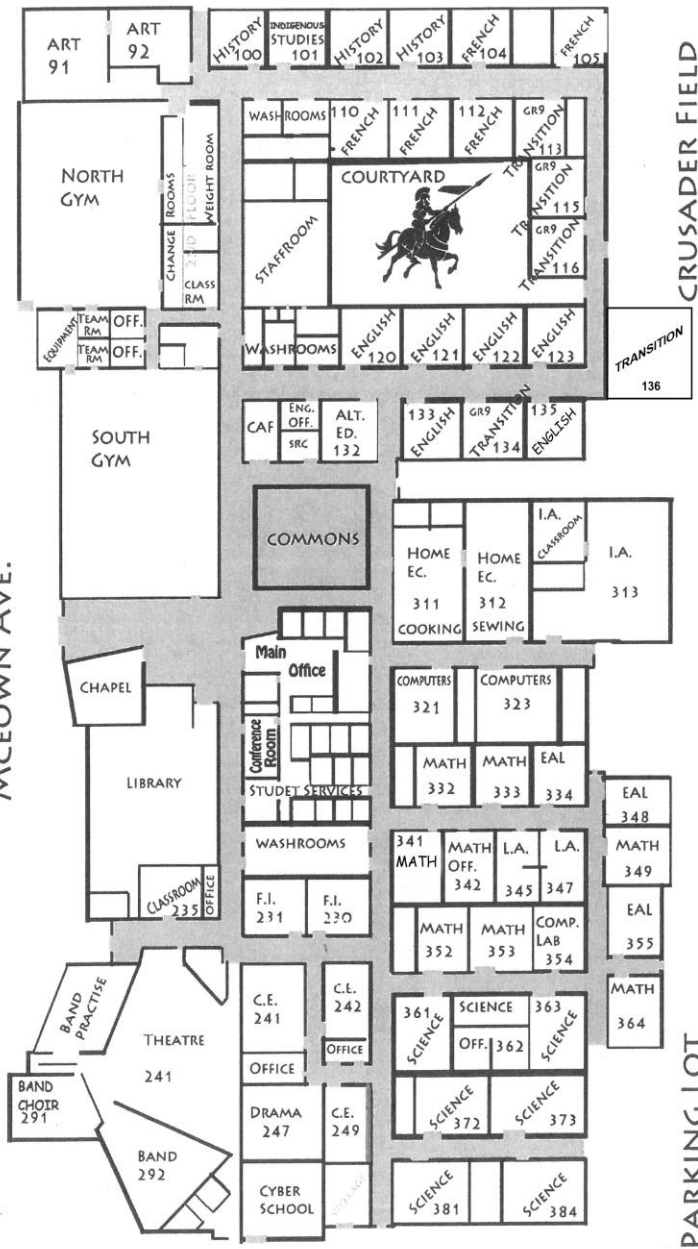 ART
91
ART
92
HISTORY
100
INDIGENOUS
STUDIES
101
HISTORY
102
HISTORY
103
FRENCH
104
FRENCH
105
NORTH
GYM
CHANGE ROOMS
2ND FLOOR
WEIGHT ROOM
CLASS
RM
WASH ROOMS
110
FRENCH
111
FRENCH
112
FRENCH
GR9
TRANSITION
113
GR9
TRANSITION
115
GR9
TRANSITION
116
COURTYARD
STAFFROOM
CRUSADER FIELD
EQUIPMENT
TEAM
RM
OFF.
TEAM
RM
OFF.
WASHROOMS
ENGLISH
120
ENGLISH
121
ENGLISH
122
ENGLISH
123
TRANSITION
136
SOUTH
GYM
CAF
ENG.
OFF.
SRC
ALT.
ED.
132
133
ENGLISH
GR9
TRANSITION
134
135
ENGLISH
COMMONS
HOME
EC.
311
COOKING
HOME
EC.
312
SEWING
I.A.
CLASSROOM
I.A.
313
MCEOWN AVE.
CHAPEL
Main
Office
Conference
Room
STUDET SERVICES
COMPUTERS
321
COMPUTERS
323
LIBRARY
MATH
332
MATH
333
EAL
334
EAL
348
WASHROOMS
341
MATH
MATH
OFF.
342
L.A.
345
L.A.
347
MATH
349
CLASSROOM
235
OFFICE
F.I.
231
F.I.
230
MATH
352
MATH
353
COMP.
LAB
354
EAL
355
BAND
PRACTISE
THEATRE
241
C.E.
241
C.E.
242
OFFICE
OFFICE
361
SCIENCE
SCIENCE
OFF.
362
363
SCIENCE
MATH
364
BAND
CHOIR
291
BAND
292
DRAMA
247
C.E.
249
SCIENCE
372
SCIENCE
373
CYBER
SCHOOL
STORAGE
SCIENCE
381
SCIENCE
384
PARKING LOT